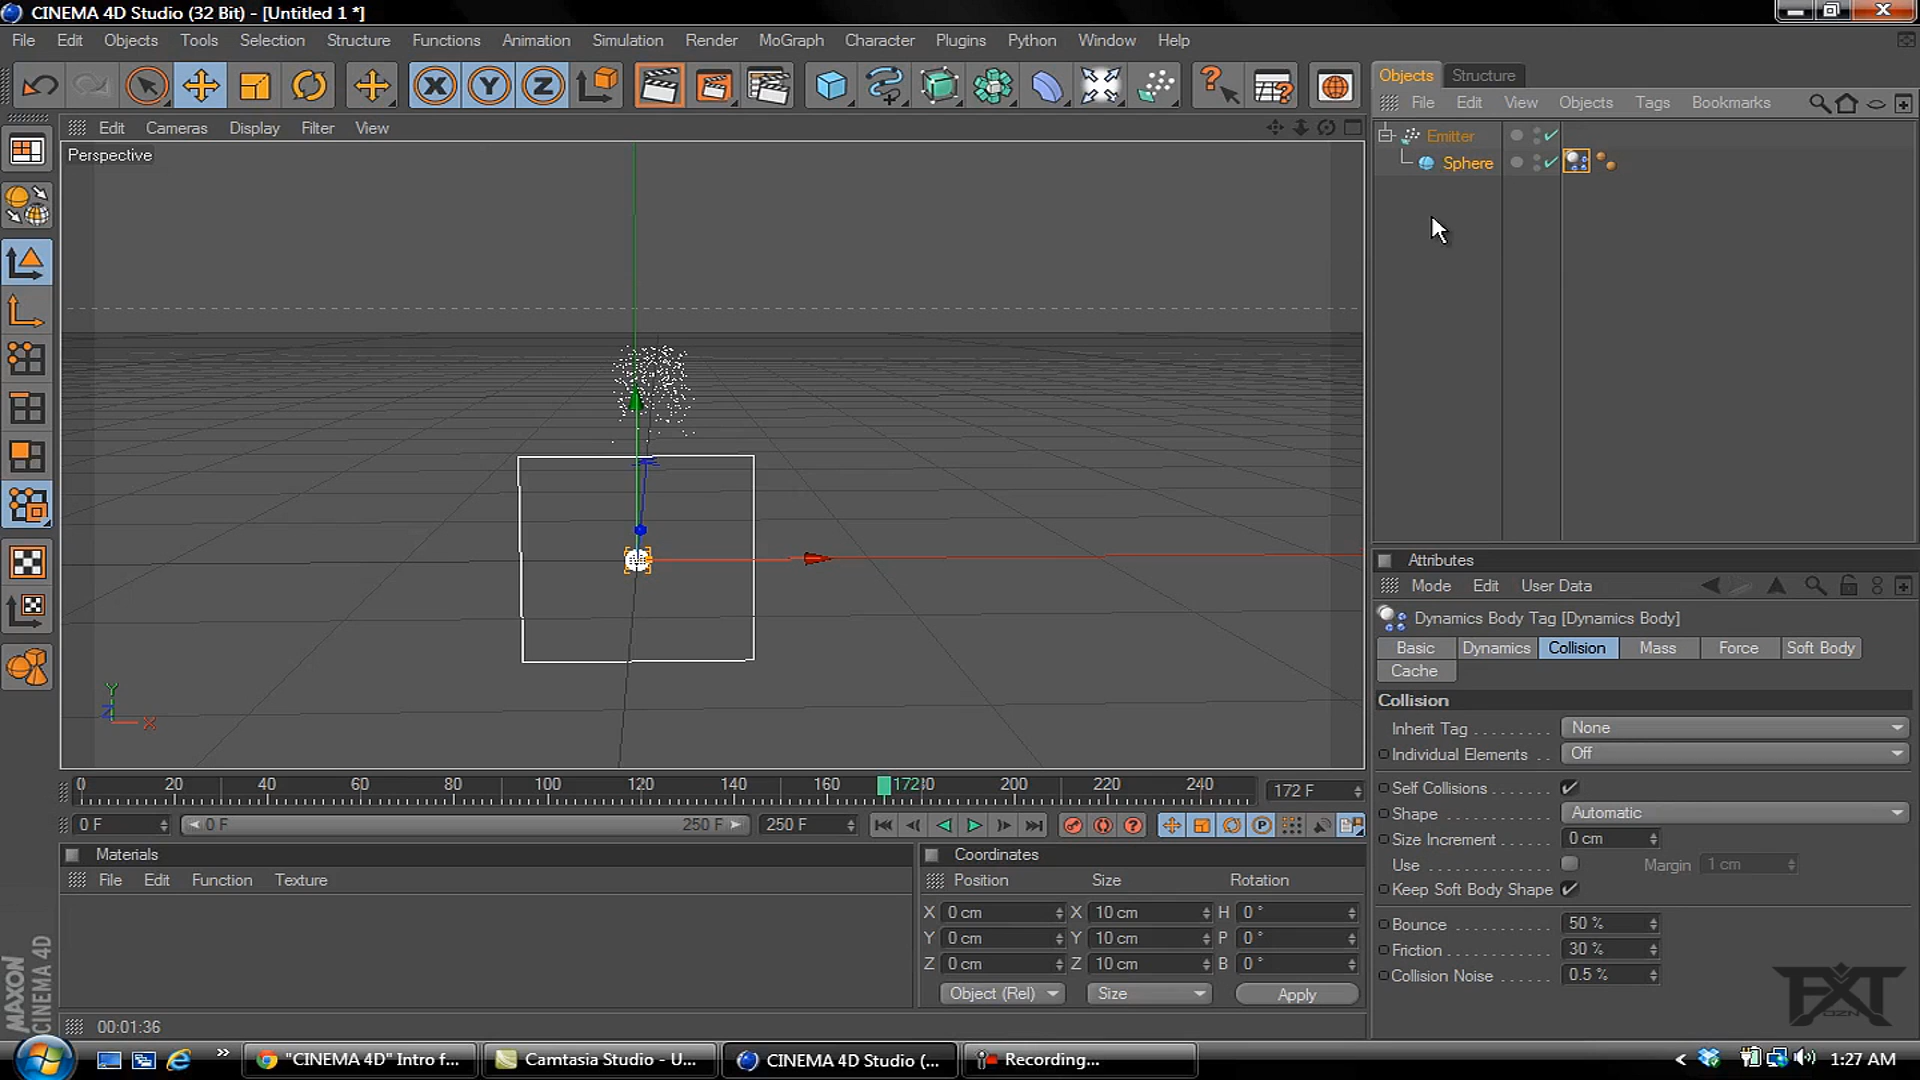 CINEMA 4D Studio (32 Bit) - [Untitled 1 *]
File Edit Objects Tools Selection Structure Functions Animation Simulation Render MoGraph Character Plugins Python Window Help
X Y Z
Objects Structure
File Edit View Objects Tags Bookmarks
Edit Cameras Display Filter View
Perspective
Emitter
Sphere
Attributes
Mode Edit User Data
Dynamics Body Tag [Dynamics Body]
Basic Dynamics Collision Mass Force Soft Body
Cache
Collision
Inherit Tag None
Individual Elements Off
Self Collisions
Shape Automatic
Size Increment 0 cm
Use Margin 1 cm
Keep Soft Body Shape
Bounce 50 %
Friction 30 %
Collision Noise 0.5 %
Y
Z X
0 20 40 60 80 100 120 140 160 172 80 200 220 240 172 F
0 F 0 F 250 F 250 F
Materials
File Edit Function Texture
Coordinates
Position Size Rotation
X 0 cm X 10 cm H 0 °
Y 0 cm Y 10 cm P 0 °
Z 0 cm Z 10 cm B 0 °
Object (Rel) Size Apply
MAXON
CINEMA 4D
00:01:36
FXT
DZN
"CINEMA 4D" Intro f... Camtasia Studio - U... CINEMA 4D Studio (... Recording... 1:27 AM